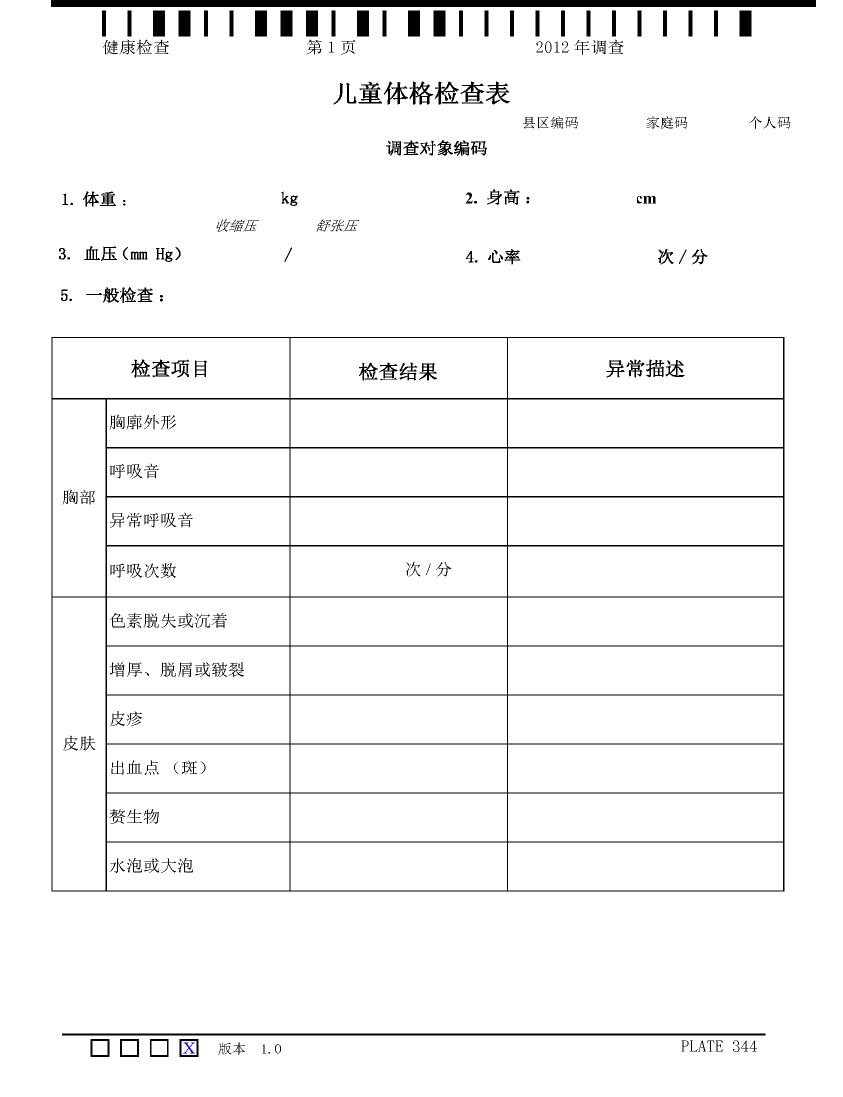 健康检查 第 1 页 2012 年调查
儿童体格检查表
县区编码 家庭码 个人码
调查对象编码
1. 体重： kg 2. 身高： cm
收缩压 舒张压
3. 血压（mm Hg） / 4. 心率 次 / 分
5. 一般检查：
检查项目 检查结果 异常描述
胸部
胸廓外形
呼吸音
异常呼吸音
呼吸次数 次 / 分
皮肤
色素脱失或沉着
增厚、脱屑或皲裂
皮疹
出血点 （斑）
赘生物
水泡或大泡
X 版本 1.0 PLATE 344